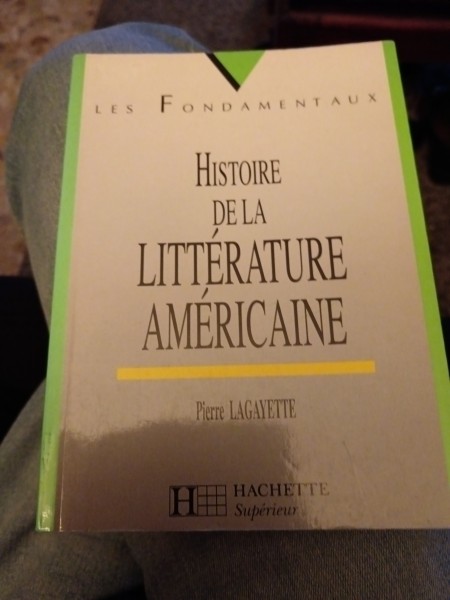 LES FONDAMENTAUX
HISTOIRE
DE LA
LITTÉRATURE
AMÉRICAINE
Pierre LAGAYETTE
H HACHETTE
Supérieur